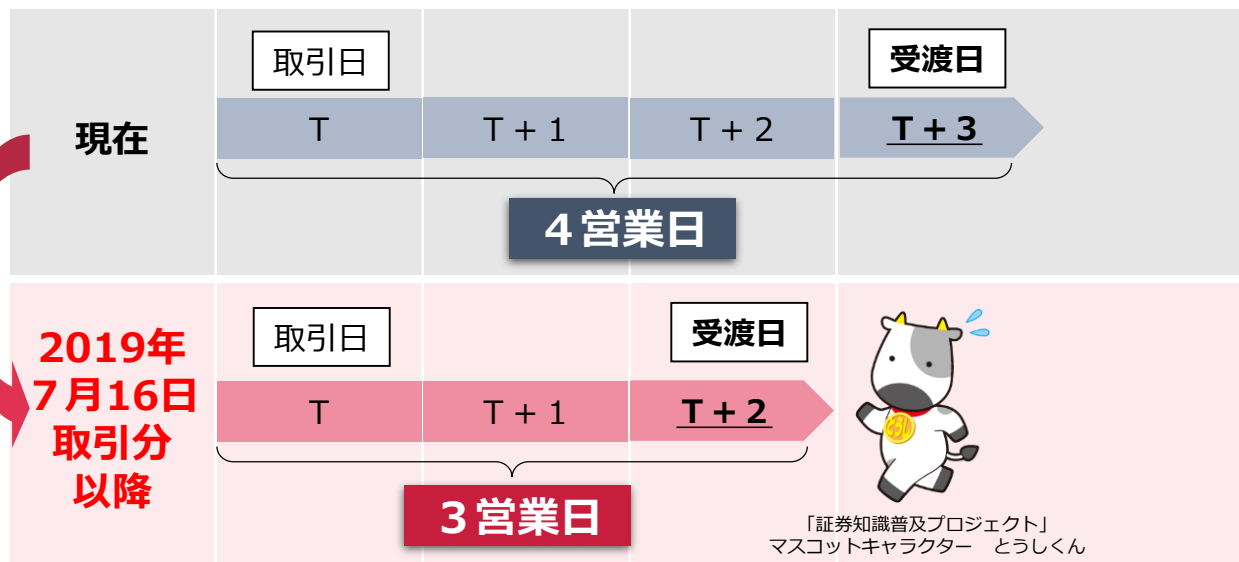 現在
取引日
受渡日
T
T + 1
T + 2
T + 3
４営業日
2019年
７月16日
取引分
以降
取引日
受渡日
T
T + 1
T + 2
３営業日
「証券知識普及プロジェクト」
マスコットキャラクター　とうしくん